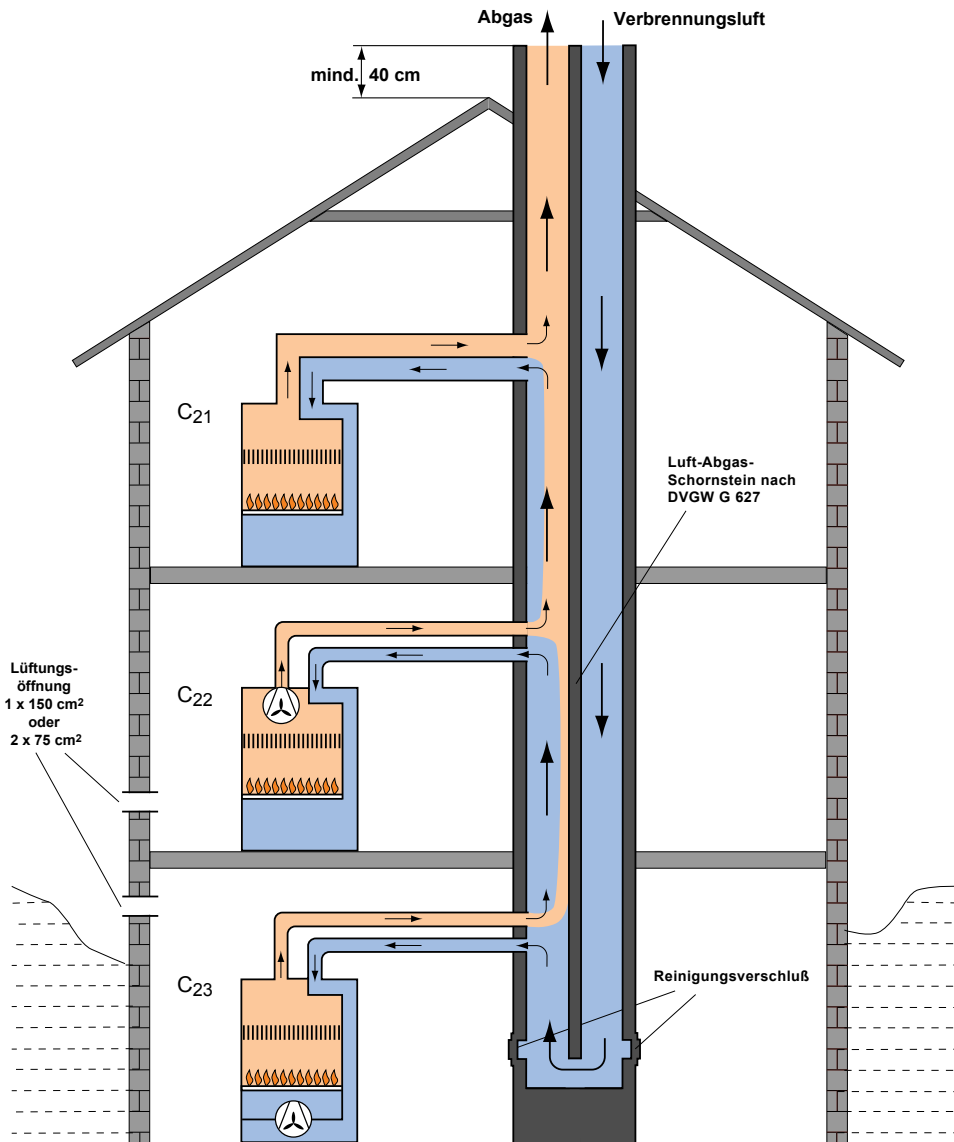 Abgas
Verbrennungsluft
mind. 40 cm
C21
Luft-Abgas-
Schornstein nach
DVGW G 627
Lüftungs-
öffnung
1 x 150 cm²
oder
2 x 75 cm²
C22
C23
Reinigungsverschluß